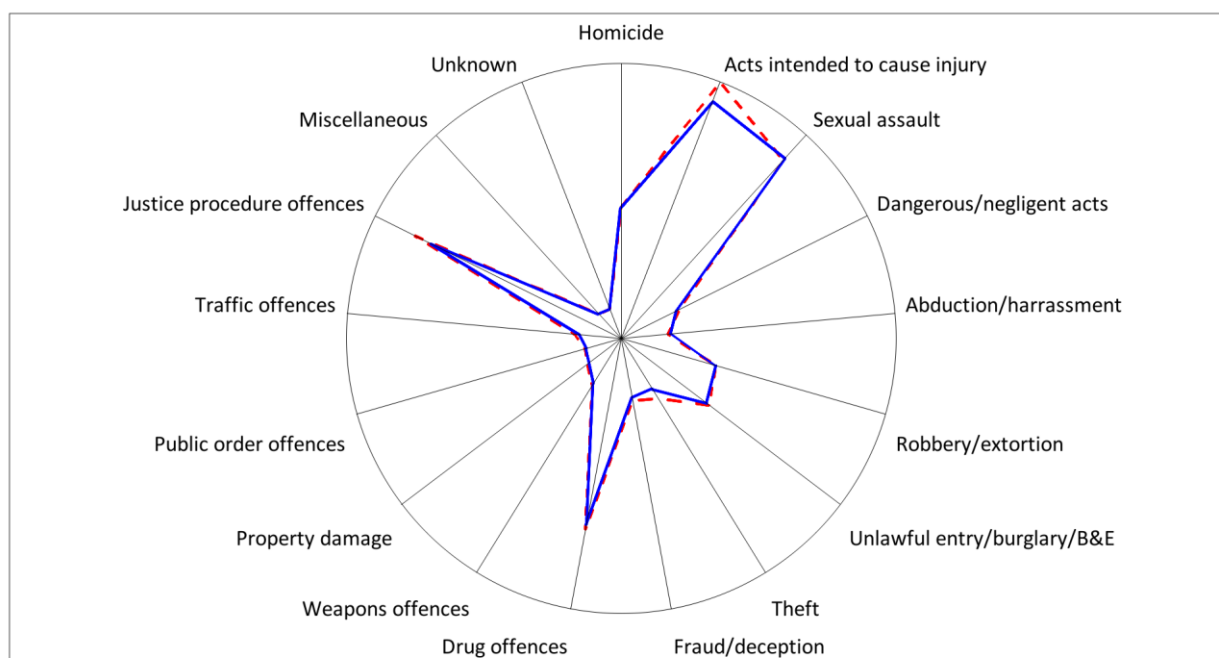 Homicide
Acts intended to cause injury
Sexual assault
Dangerous/negligent acts
Abduction/harrassment
Robbery/extortion
Unlawful entry/burglary/B&E
Theft
Fraud/deception
Drug offences
Weapons offences
Property damage
Public order offences
Traffic offences
Justice procedure offences
Miscellaneous
Unknown